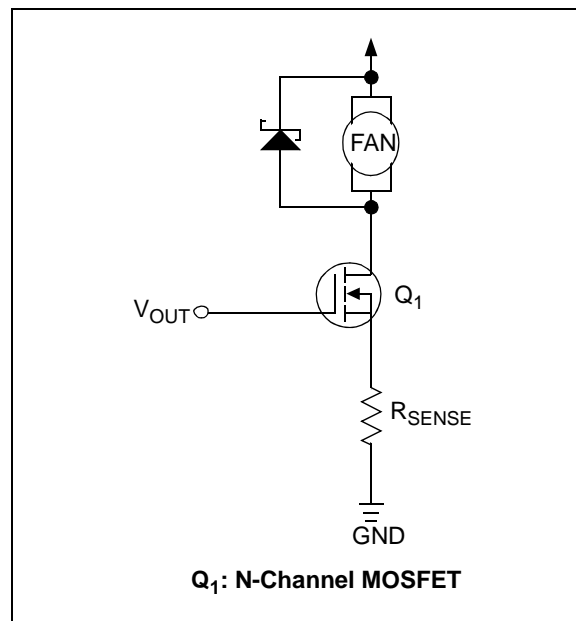 FAN
Q1
VOUT
RSENSE
GND
Q1: N-Channel MOSFET